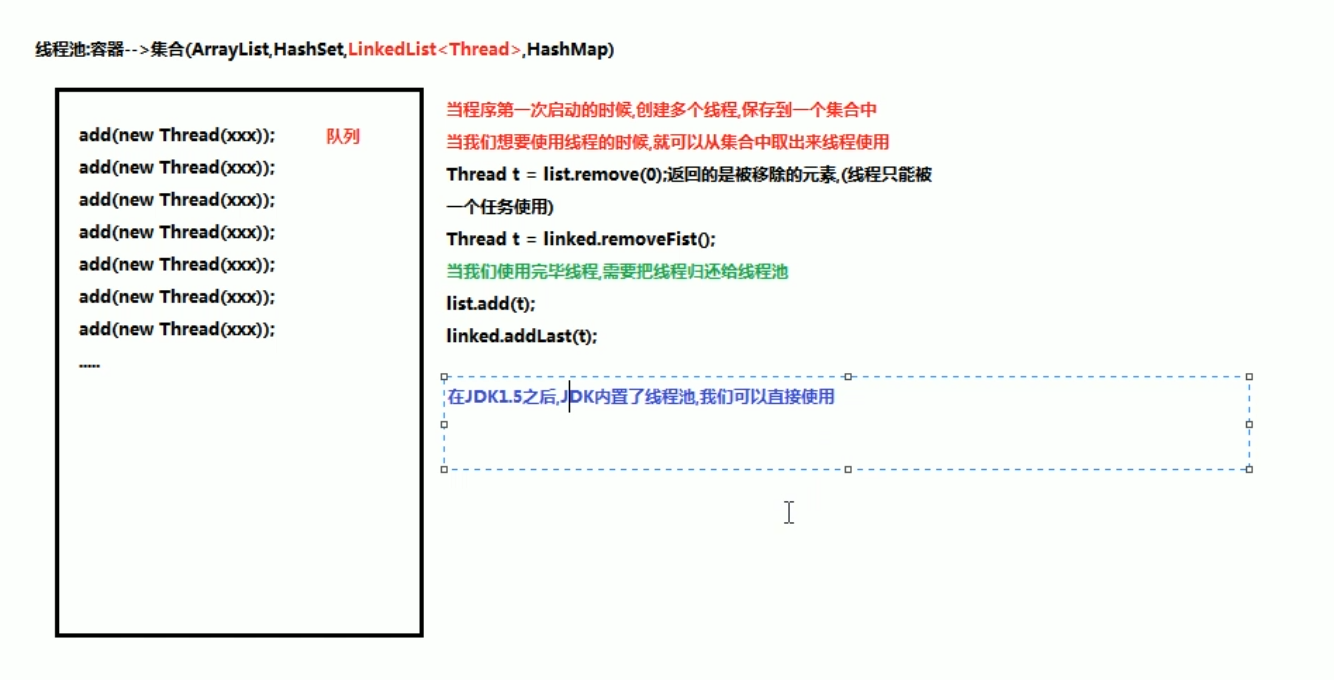 线程池:容器-->集合(ArrayList,HashSet,LinkedList<Thread>,HashMap)
add(new Thread(xxx)); 队列
add(new Thread(xxx));
add(new Thread(xxx));
add(new Thread(xxx));
add(new Thread(xxx));
add(new Thread(xxx));
add(new Thread(xxx));
.....
当程序第一次启动的时候,创建多个线程,保存到一个集合中
当我们想要使用线程的时候,就可以从集合中取出来线程使用
Thread t = list.remove(0);返回的是被移除的元素,(线程只能被
一个任务使用)
Thread t = linked.removeFist();
当我们使用完毕线程,需要把线程归还给线程池
list.add(t);
linked.addLast(t);
在JDK1.5之后,JDK内置了线程池,我们可以直接使用